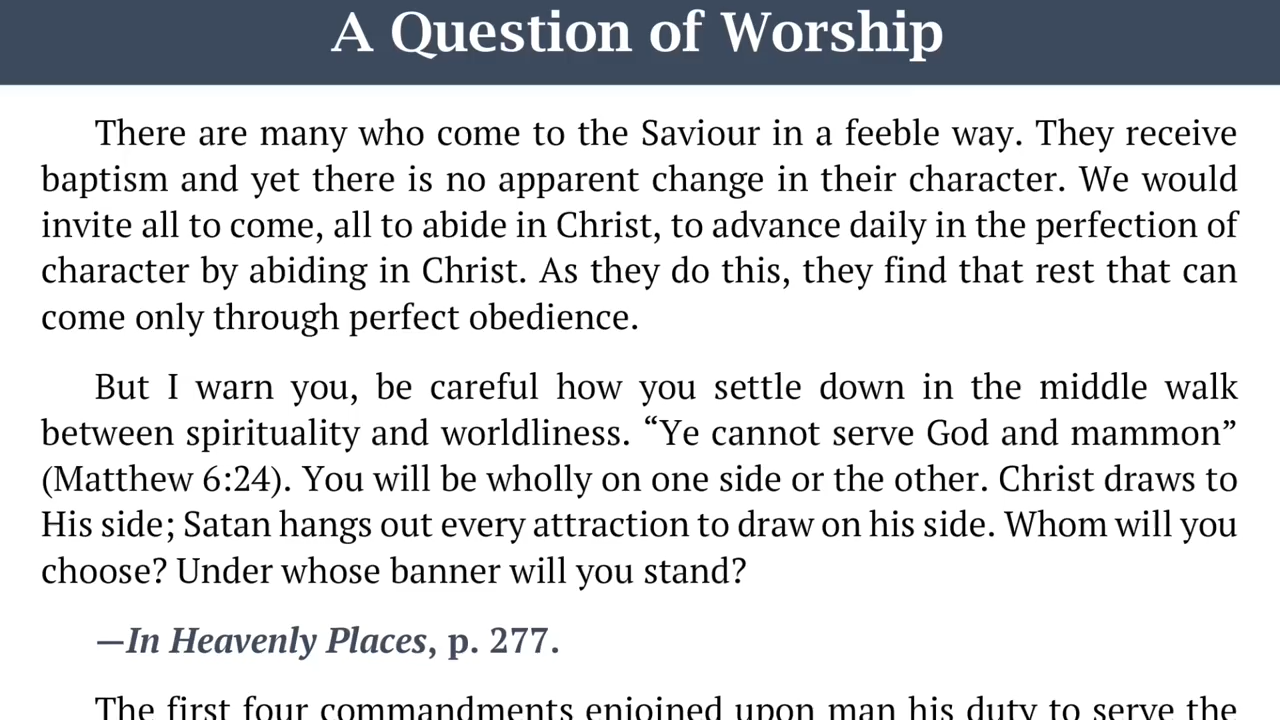 A Question of Worship
There are many who come to the Saviour in a feeble way. They receive
baptism and yet there is no apparent change in their character. We would
invite all to come, all to abide in Christ, to advance daily in the perfection of
character by abiding in Christ. As they do this, they find that rest that can
come only through perfect obedience.
But I warn you, be careful how you settle down in the middle walk
between spirituality and worldliness. “Ye cannot serve God and mammon”
(Matthew 6:24). You will be wholly on one side or the other. Christ draws to
His side; Satan hangs out every attraction to draw on his side. Whom will you
choose? Under whose banner will you stand?
—In Heavenly Places, p. 277.
The first four commandments enjoined upon man his duty to serve the